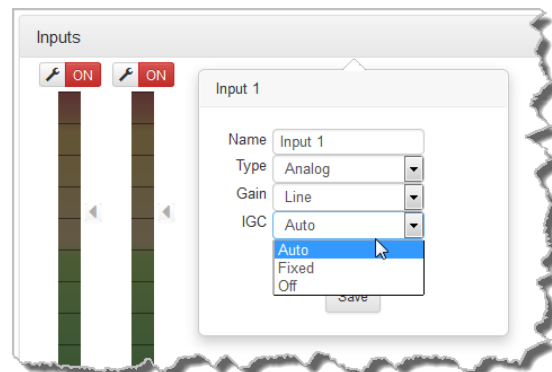 Inputs
ON ON
Input 1
Name Input 1
Type Analog
Gain Line
IGC Auto
Auto
Fixed
Off
Save